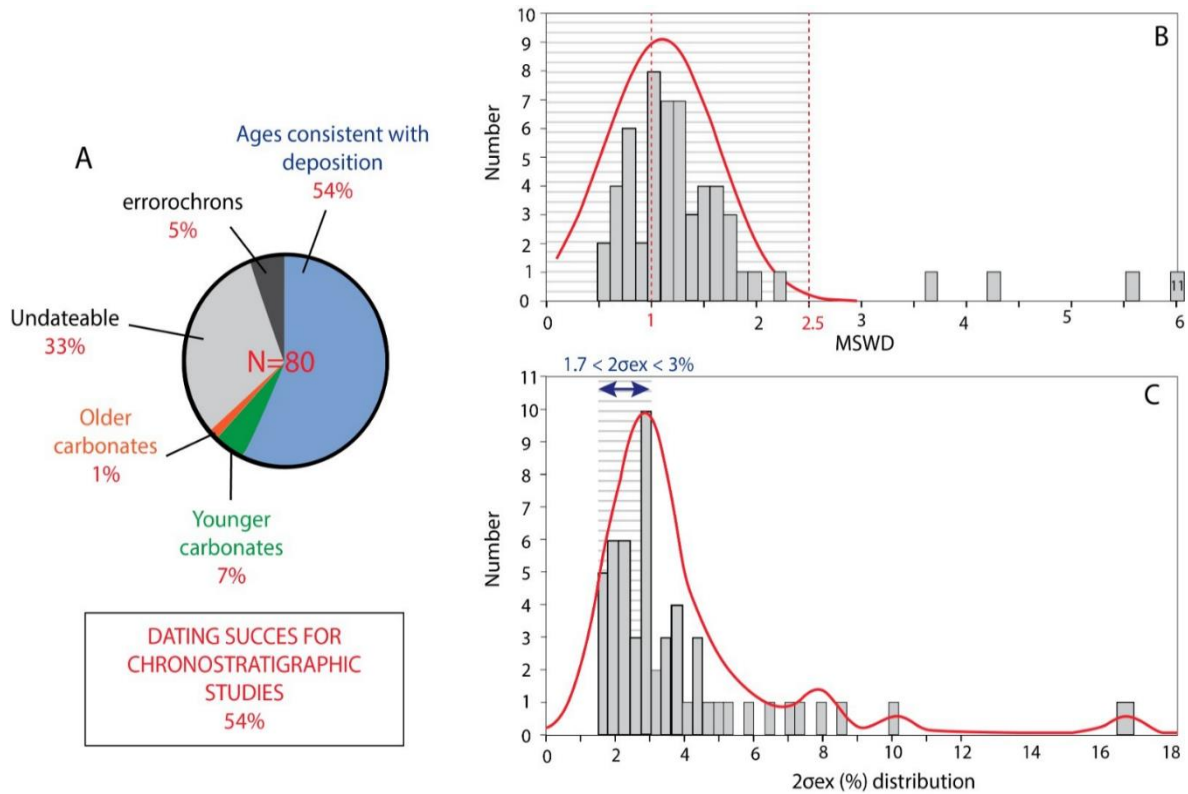 A
Ages consistent with
deposition
54%
errorochrons
5%
Undateable
33%
N=80
Older
carbonates
1%
Younger
carbonates
7%
DATING SUCCES FOR
CHRONOSTRATIGRAPHIC
STUDIES
54%
B
10
9
8
7
6
5
4
3
2
1
0
Number
11
0 1 2 2.5 3 4 5 6
MSWD
1.7 < 2σex < 3%
C
11
10
9
8
7
6
5
4
3
2
1
0
Number
0 2 4 6 8 10 12 14 16 18
2σex (%) distribution